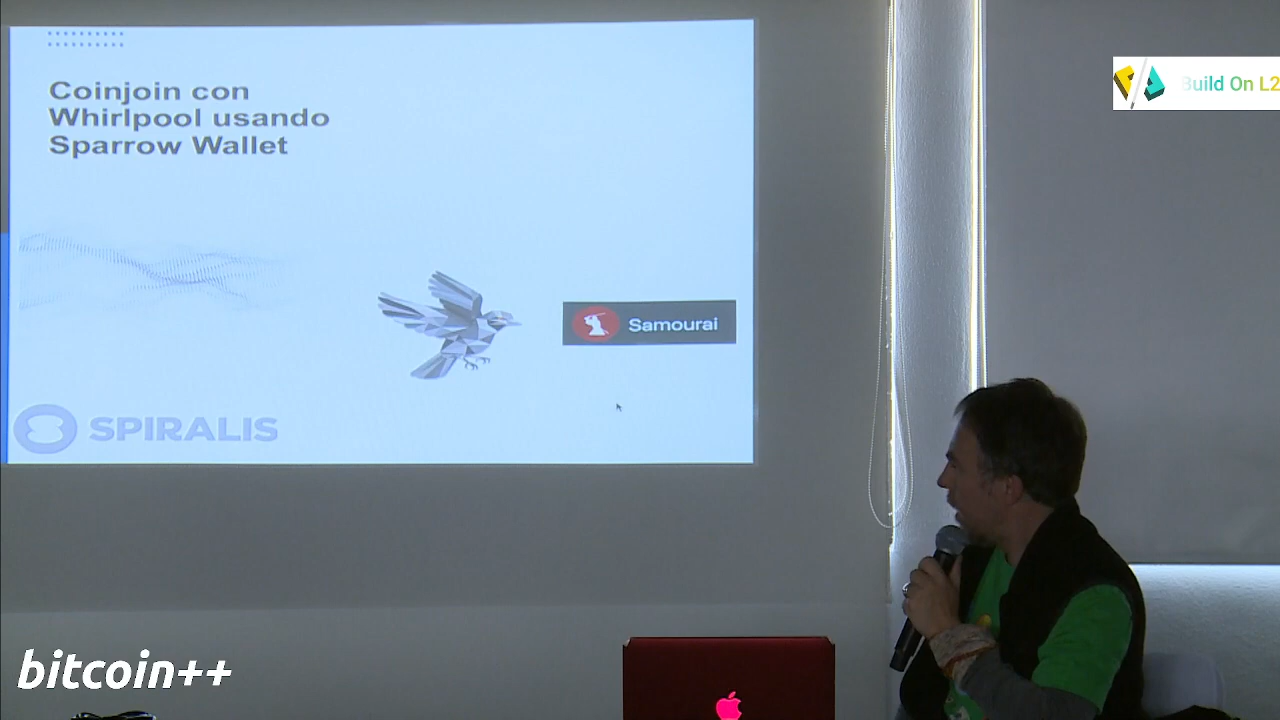 Coinjoin con
Whirlpool usando
Sparrow Wallet
Samourai
SPIRALIS
Build On L2
bitcoin++